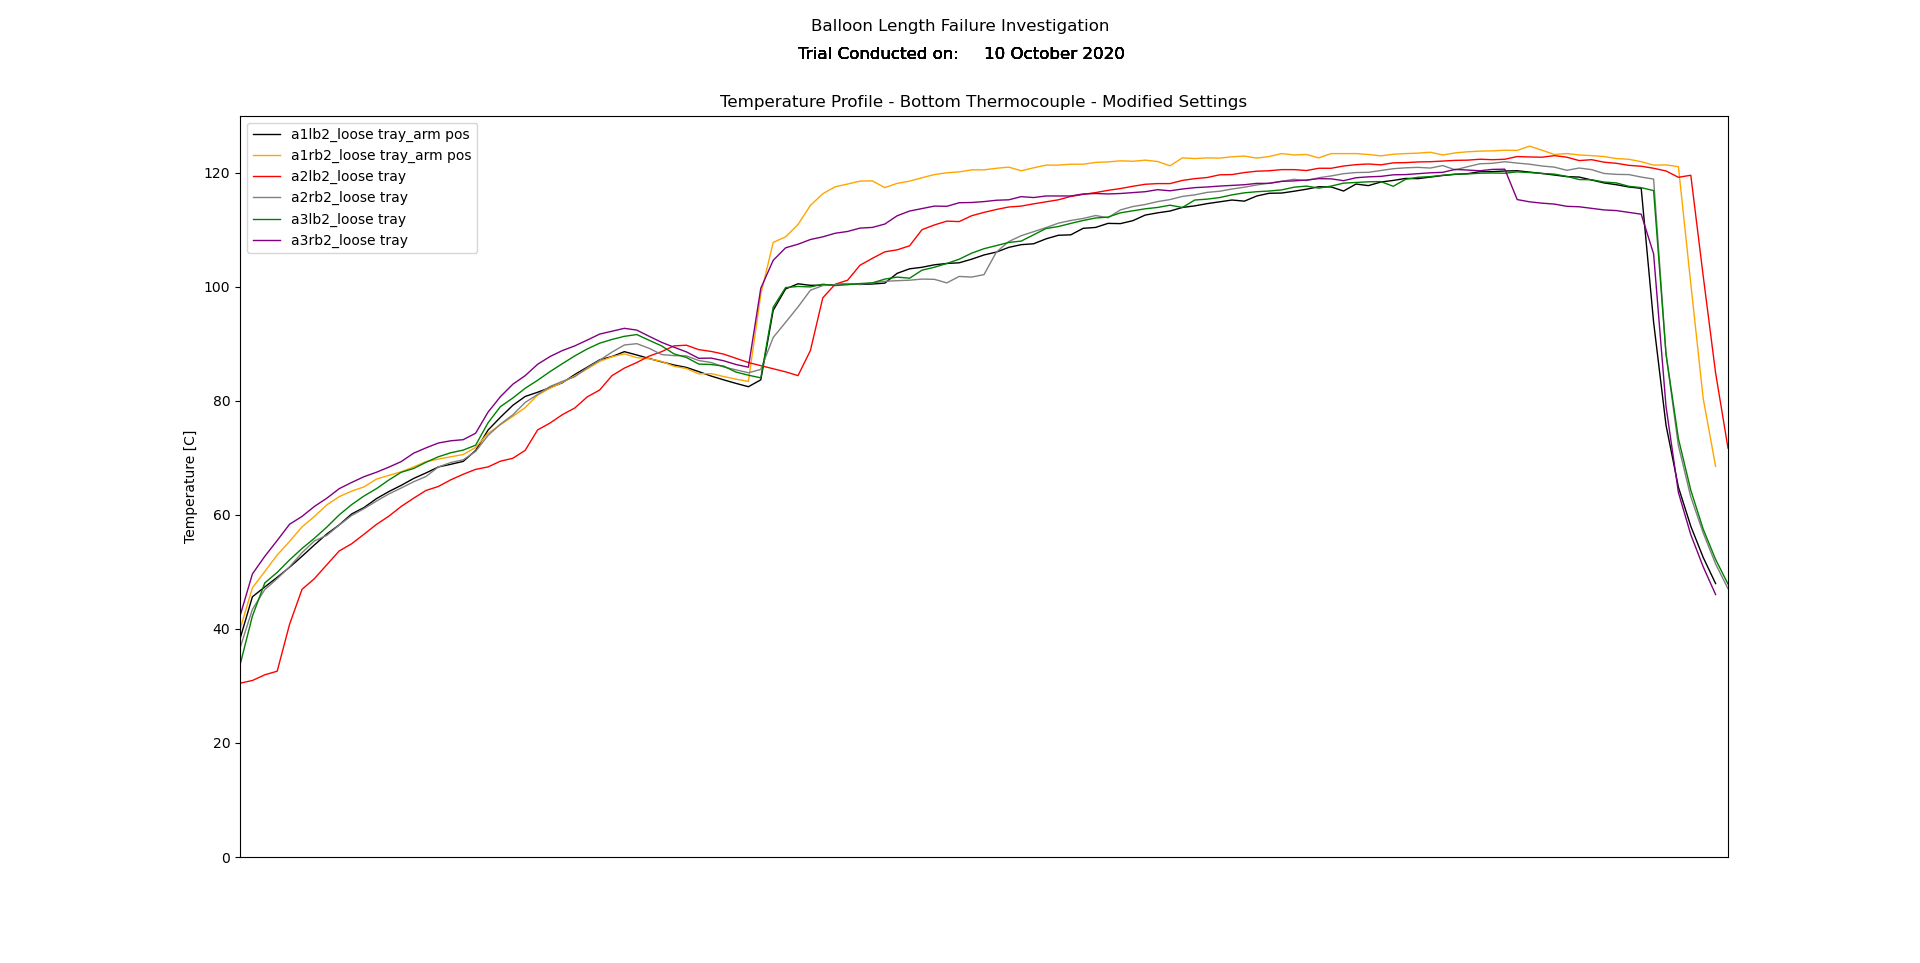 Balloon Length Failure Investigation
Trial Conducted on: 10 October 2020
Temperature Profile - Bottom Thermocouple - Modified Settings
a1lb2_loose tray_arm pos
a1rb2_loose tray_arm pos
a2lb2_loose tray
a2rb2_loose tray
a3lb2_loose tray
a3rb2_loose tray
120
100
80
60
40
20
0
Temperature [C]